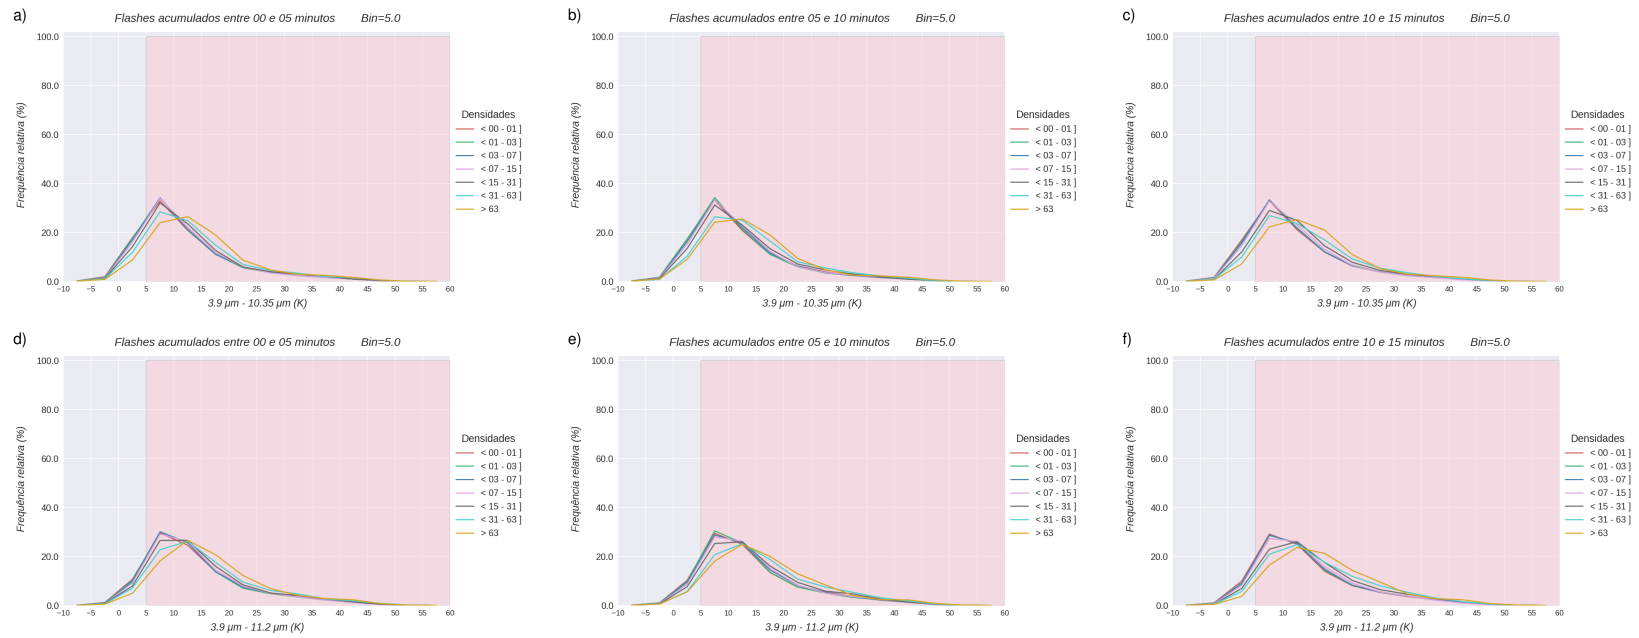 a)
Flashes acumulados entre 00 e 05 minutos Bin=5.0
100.0
80.0
60.0
40.0
20.0
0.0
Frequência relativa (%)
−10 −5 0 5 10 15 20 25 30 35 40 45 50 55 60
3.9 μm - 10.35 μm (K)
Densidades
< 00 - 01 ]
< 01 - 03 ]
< 03 - 07 ]
< 07 - 15 ]
< 15 - 31 ]
< 31 - 63 ]
> 63
b)
Flashes acumulados entre 05 e 10 minutos Bin=5.0
100.0
80.0
60.0
40.0
20.0
0.0
Frequência relativa (%)
−10 −5 0 5 10 15 20 25 30 35 40 45 50 55 60
3.9 μm - 10.35 μm (K)
Densidades
< 00 - 01 ]
< 01 - 03 ]
< 03 - 07 ]
< 07 - 15 ]
< 15 - 31 ]
< 31 - 63 ]
> 63
c)
Flashes acumulados entre 10 e 15 minutos Bin=5.0
100.0
80.0
60.0
40.0
20.0
0.0
Frequência relativa (%)
−10 −5 0 5 10 15 20 25 30 35 40 45 50 55 60
3.9 μm - 10.35 μm (K)
Densidades
< 00 - 01 ]
< 01 - 03 ]
< 03 - 07 ]
< 07 - 15 ]
< 15 - 31 ]
< 31 - 63 ]
> 63
d)
Flashes acumulados entre 00 e 05 minutos Bin=5.0
100.0
80.0
60.0
40.0
20.0
0.0
Frequência relativa (%)
−10 −5 0 5 10 15 20 25 30 35 40 45 50 55 60
3.9 μm - 11.2 μm (K)
Densidades
< 00 - 01 ]
< 01 - 03 ]
< 03 - 07 ]
< 07 - 15 ]
< 15 - 31 ]
< 31 - 63 ]
> 63
e)
Flashes acumulados entre 05 e 10 minutos Bin=5.0
100.0
80.0
60.0
40.0
20.0
0.0
Frequência relativa (%)
−10 −5 0 5 10 15 20 25 30 35 40 45 50 55 60
3.9 μm - 11.2 μm (K)
Densidades
< 00 - 01 ]
< 01 - 03 ]
< 03 - 07 ]
< 07 - 15 ]
< 15 - 31 ]
< 31 - 63 ]
> 63
f)
Flashes acumulados entre 10 e 15 minutos Bin=5.0
100.0
80.0
60.0
40.0
20.0
0.0
Frequência relativa (%)
−10 −5 0 5 10 15 20 25 30 35 40 45 50 55 60
3.9 μm - 11.2 μm (K)
Densidades
< 00 - 01 ]
< 01 - 03 ]
< 03 - 07 ]
< 07 - 15 ]
< 15 - 31 ]
< 31 - 63 ]
> 63